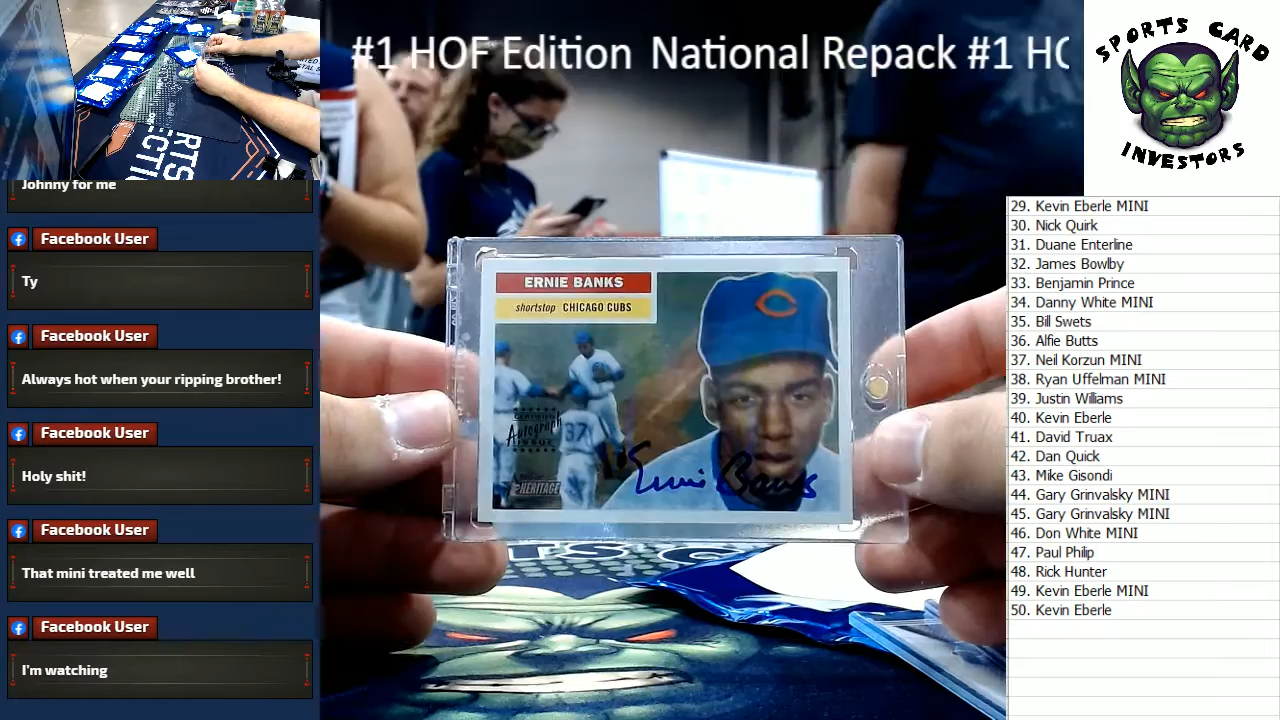 #1 HOF Edition National Repack #1 HO
SPORTS CARD
INVESTORS
Johnny for me
Facebook User
Ty
Facebook User
Always hot when your ripping brother!
Facebook User
Holy shit!
Facebook User
That mini treated me well
Facebook User
I'm watching
ERNIE BANKS
shortstop CHICAGO CUBS
CERTIFIED
Autograph
ISSUE
37
HERITAGE
Ernie Banks
29. Kevin Eberle MINI
30. Nick Quirk
31. Duane Enterline
32. James Bowlby
33. Benjamin Prince
34. Danny White MINI
35. Bill Swets
36. Alfie Butts
37. Neil Korzun MINI
38. Ryan Uffelman MINI
39. Justin Williams
40. Kevin Eberle
41. David Truax
42. Dan Quick
43. Mike Gisondi
44. Gary Grinvalsky MINI
45. Gary Grinvalsky MINI
46. Don White MINI
47. Paul Philip
48. Rick Hunter
49. Kevin Eberle MINI
50. Kevin Eberle